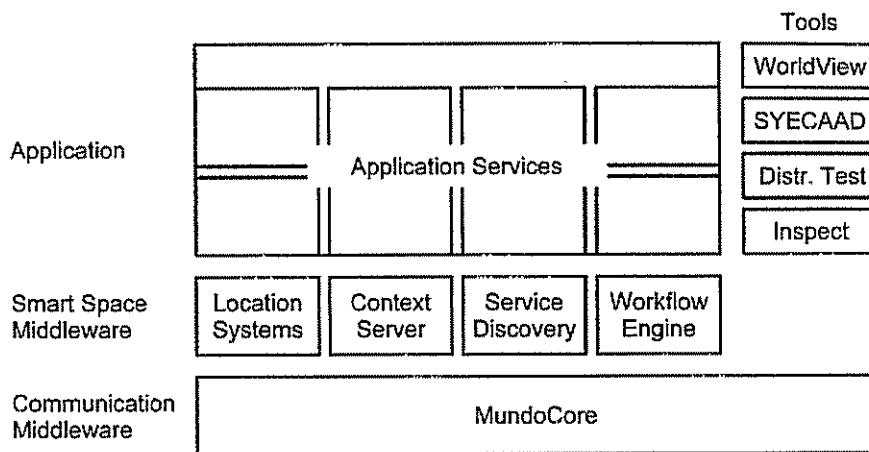 Tools
WorldView
SYECAAD
Distr. Test
Inspect
Application
Application Services
Smart Space
Middleware
Location
Systems
Context
Server
Service
Discovery
Workflow
Engine
Communication
Middleware
MundoCore